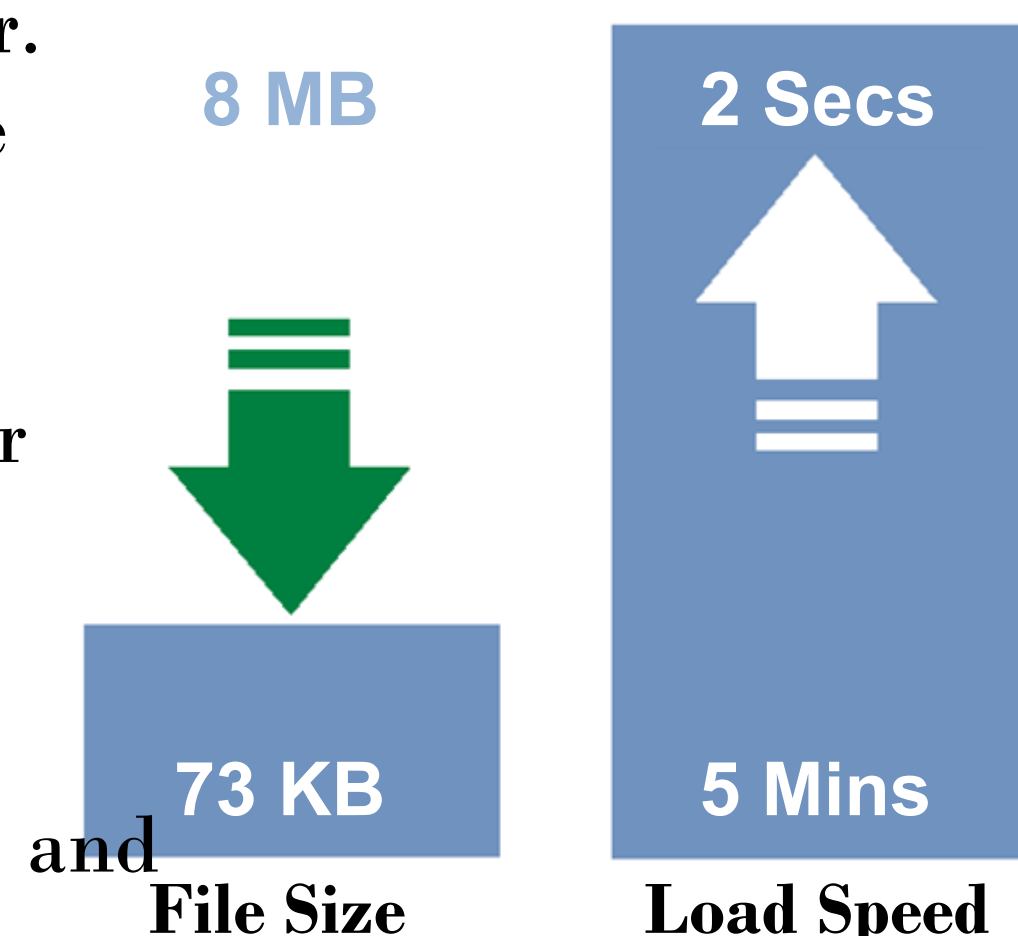 r.
e
r
and
8 MB
73 KB
File Size
2 Secs
5 Mins
Load Speed